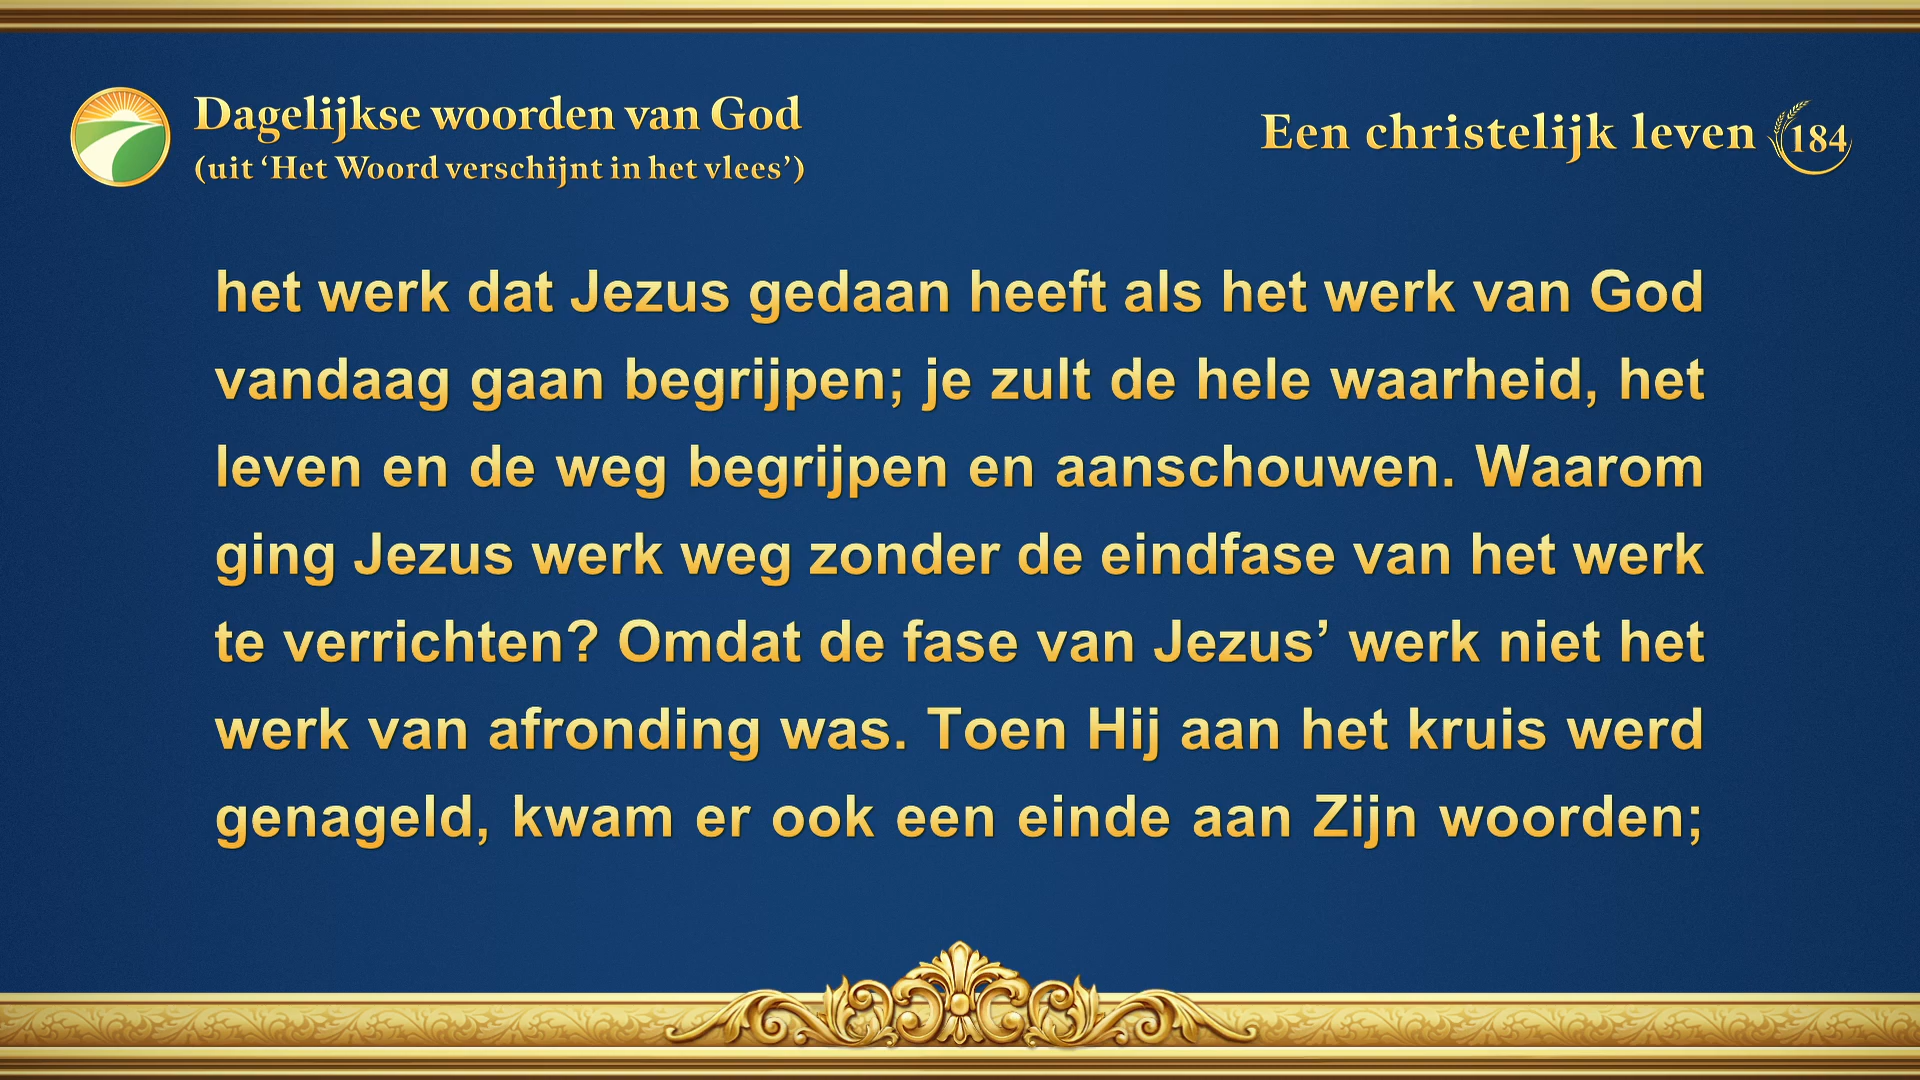 Dagelijkse woorden van God
(uit ‘Het Woord verschijnt in het vlees’)
Een christelijk leven 184
het werk dat Jezus gedaan heeft als het werk van God
vandaag gaan begrijpen; je zult de hele waarheid, het
leven en de weg begrijpen en aanschouwen. Waarom
ging Jezus werk weg zonder de eindfase van het werk
te verrichten? Omdat de fase van Jezus’ werk niet het
werk van afronding was. Toen Hij aan het kruis werd
genageld, kwam er ook een einde aan Zijn woorden;